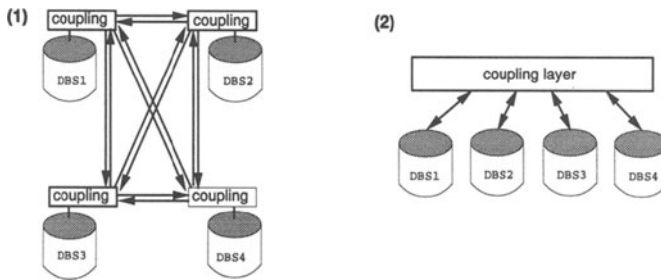 (1)
coupling
coupling
DBS1
DBS2
coupling
coupling
DBS3
DBS4
(2)
coupling layer
DBS1
DBS2
DBS3
DBS4